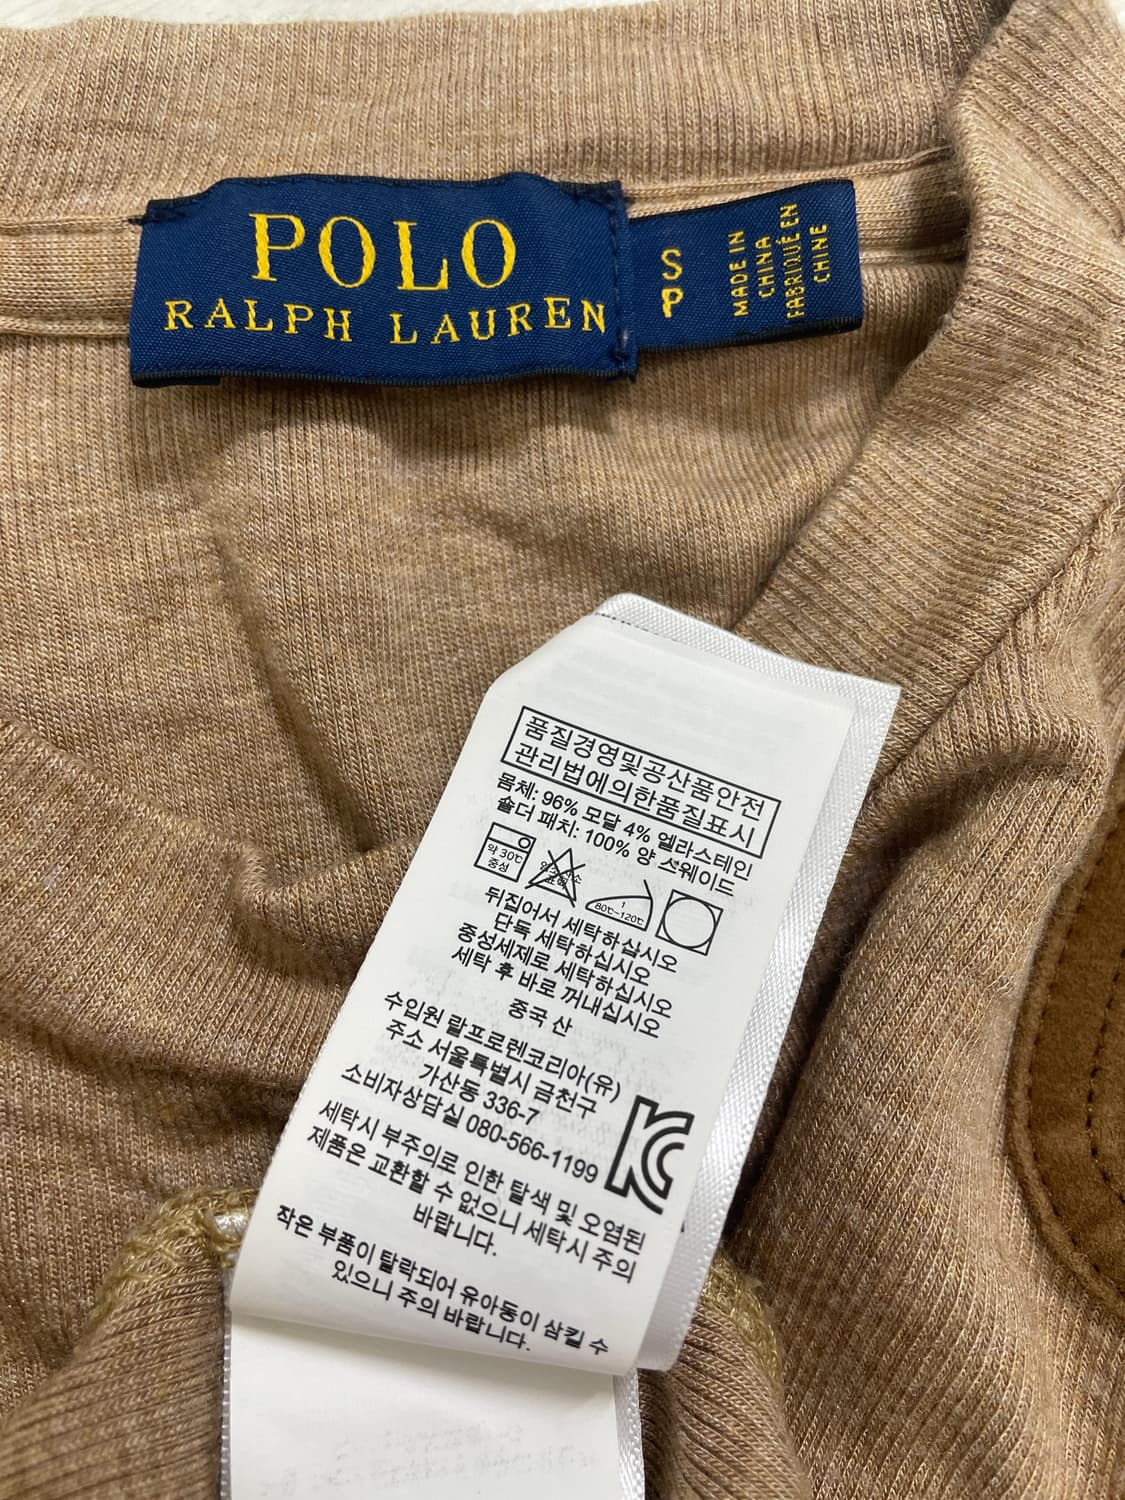 POLO
RALPH LAUREN
S
P
MADE IN
CHINA
FABRIQUÉ EN
CHINE
품질경영및공산품안전
관리법에의한품질표시
몸체: 96% 모달 4% 엘라스테인
숄더 패치: 100% 양 스웨이드
약 30℃
중성
80℃~120℃
뒤집어서 세탁하십시오
단독 세탁하십시오
중성세제로 세탁하십시오
세탁 후 바로 꺼내십시오
중국 산
수입원 랄프로렌코리아(유)
주소 서울특별시 금천구
가산동 336-7
소비자상담실 080-566-1199
세탁시 부주의로 인한 탈색 및 오염된
제품은 교환할 수 없으니 세탁시 주의
바랍니다.
작은 부품이 탈락되어 유아동이 삼킬 수
있으니 주의 바랍니다.